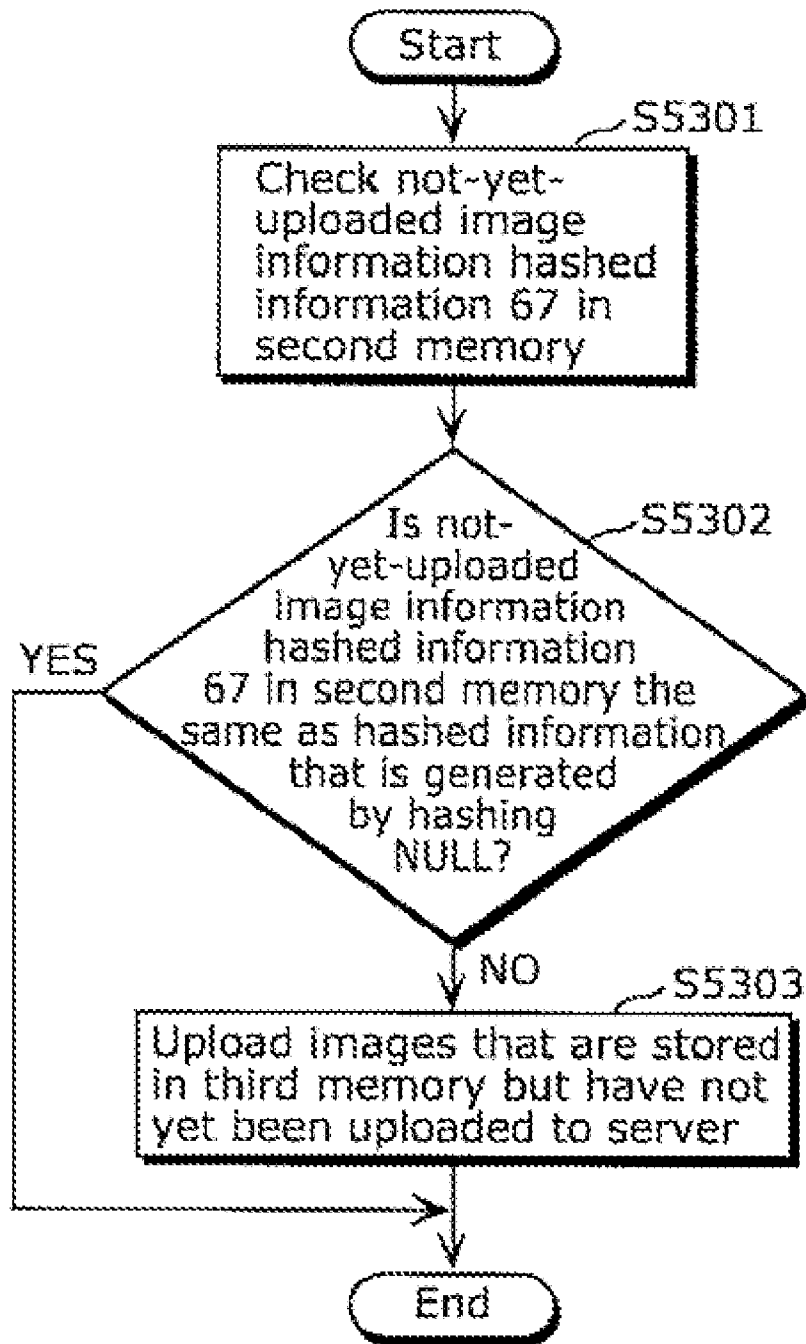 Start
S5301
Check not-yet-
uploaded image
information hashed
information 67 in
second memory
S5302
Is not-
yet-uploaded
image information
hashed information
67 in second memory the
same as hashed information
that is generated
by hashing
NULL?
YES
NO
S5303
Upload images that are stored
in third memory but have not
yet been uploaded to server
End